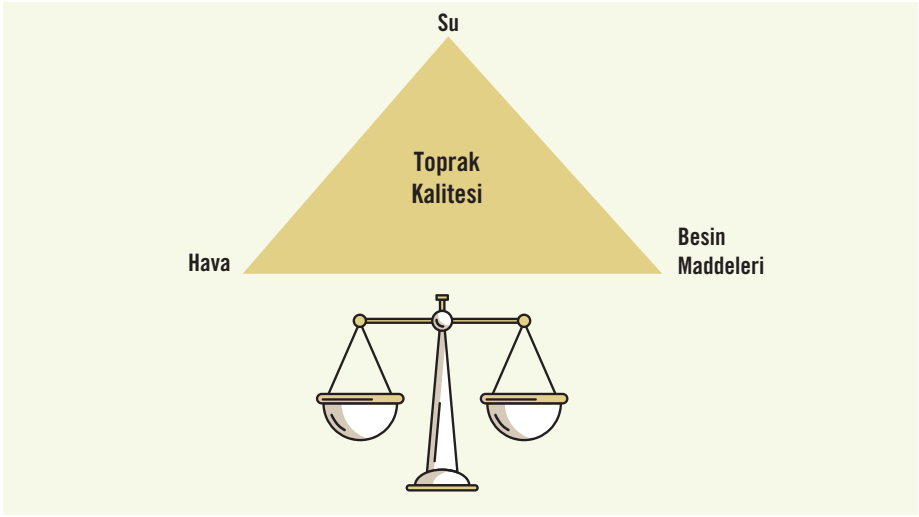 Su
Toprak
Kalitesi
Hava
Besin
Maddeleri